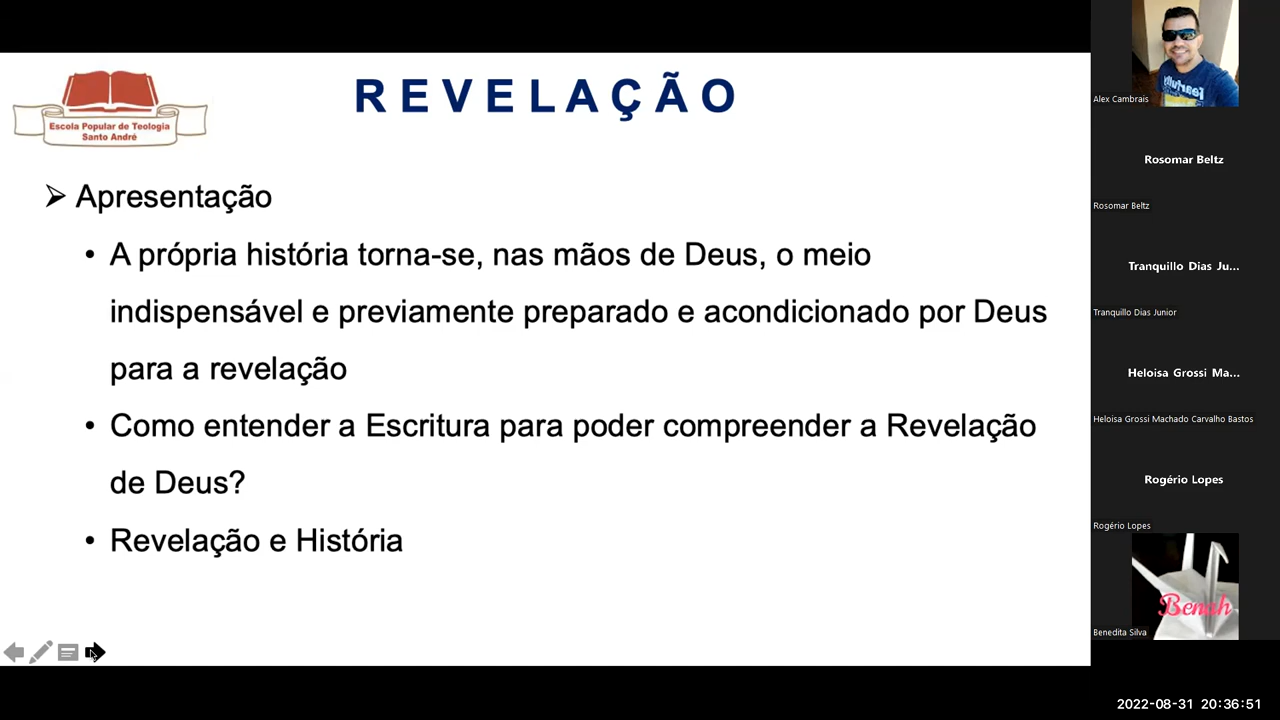 Escola Popular de Teologia
Santo André
REVELAÇÃO
Apresentação
A própria história torna-se, nas mãos de Deus, o meio
indispensável e previamente preparado e acondicionado por Deus
para a revelação
Como entender a Escritura para poder compreender a Revelação
de Deus?
Revelação e História
Alex Cambrais
Rosomar Beltz
Rosomar Beltz
Tranquillo Dias Ju...
Tranquillo Dias Junior
Heloisa Grossi Ma...
Heloisa Grossi Machado Carvalho Bastos
Rogério Lopes
Rogério Lopes
Benah
Benedita Silva
2022-08-31 20:36:51